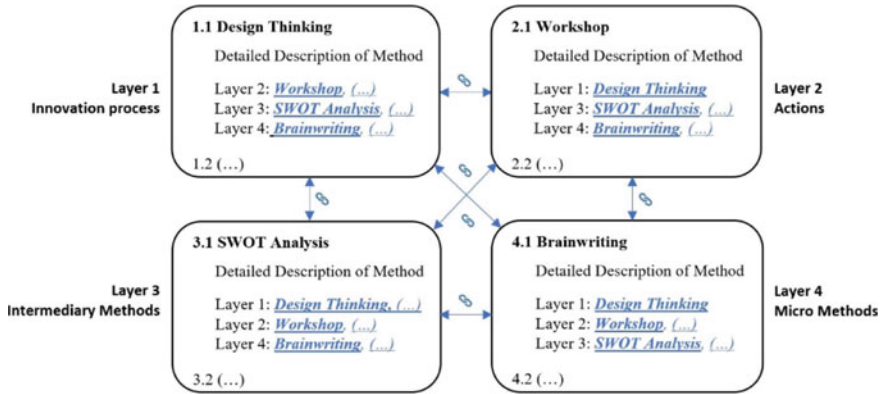 Layer 1
Innovation process
1.1 Design Thinking
Detailed Description of Method
Layer 2: Workshop, (...)
Layer 3: SWOT Analysis, (...)
Layer 4: Brainwriting, (...)
1.2 (...)
2.1 Workshop
Detailed Description of Method
Layer 1: Design Thinking
Layer 3: SWOT Analysis, (...)
Layer 4: Brainwriting, (...)
2.2 (...)
Layer 2
Actions
Layer 3
Intermediary Methods
3.1 SWOT Analysis
Detailed Description of Method
Layer 1: Design Thinking, (...)
Layer 2: Workshop, (...)
Layer 4: Brainwriting, (...)
3.2 (...)
4.1 Brainwriting
Detailed Description of Method
Layer 1: Design Thinking
Layer 2: Workshop, (...)
Layer 3: SWOT Analysis, (...)
4.2 (...)
Layer 4
Micro Methods